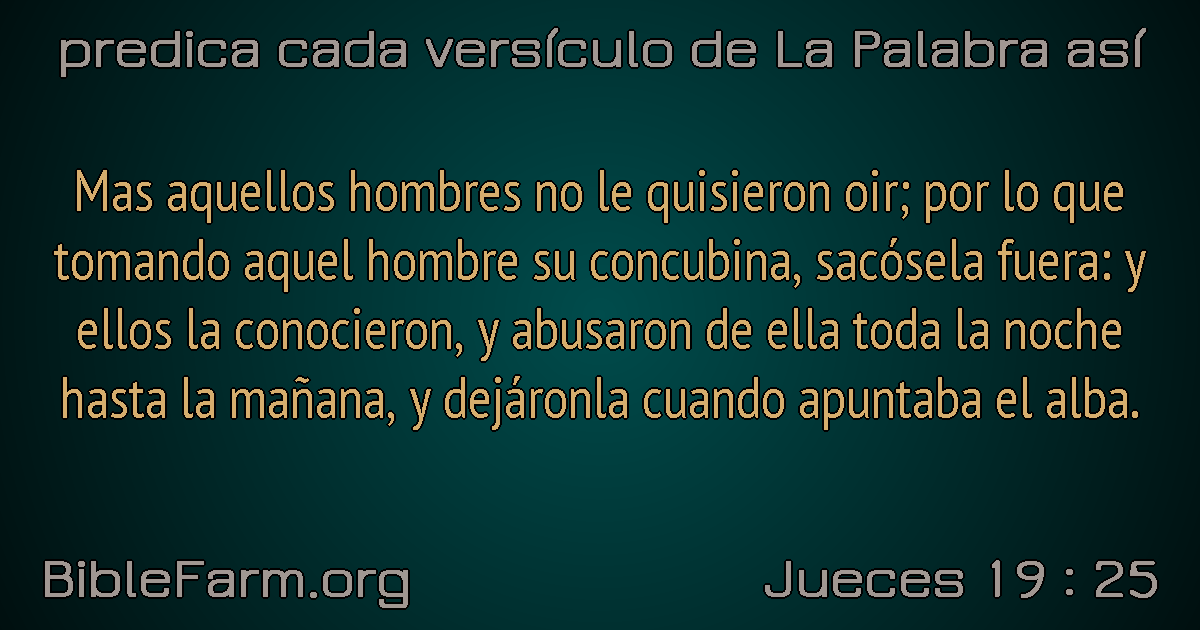 predica cada versículo de La Palabra así
Mas aquellos hombres no le quisieron oir; por lo que
tomando aquel hombre su concubina, sacósela fuera: y
ellos la conocieron, y abusaron de ella toda la noche
hasta la mañana, y dejáronla cuando apuntaba el alba.
BibleFarm.org
Jueces 19 : 25